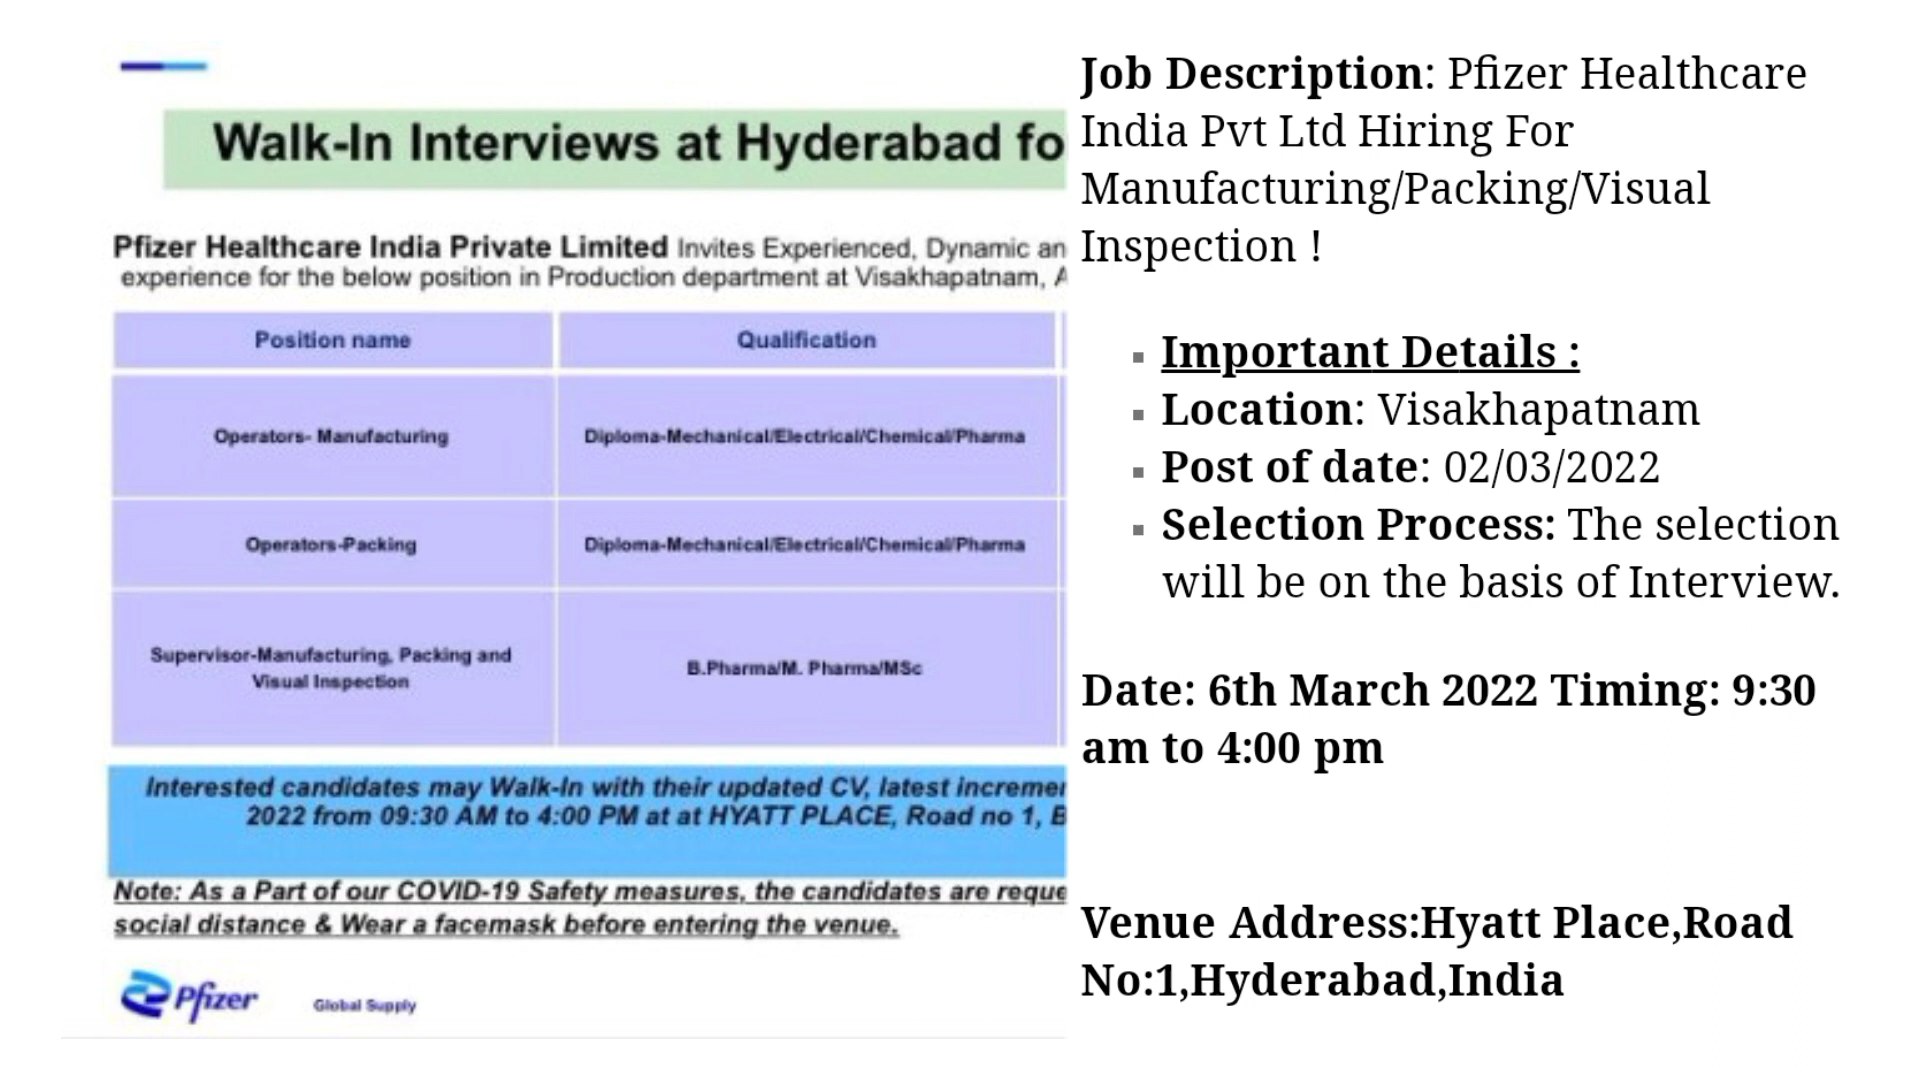 Walk-In Interviews at Hyderabad fo
Pfizer Healthcare India Private Limited Invites Experienced, Dynamic an
experience for the below position in Production department at Visakhapatnam, A
Position name
Qualification
Operators- Manufacturing
Diploma-Mechanical/Electrical/Chemical/Pharma
Operators-Packing
Diploma-Mechanical/Electrical/Chemical/Pharma
Supervisor-Manufacturing, Packing and
Visual Inspection
B.Pharma/M. Pharma/MSc
Interested candidates may Walk-In with their updated CV, latest incremen
2022 from 09:30 AM to 4:00 PM at at HYATT PLACE, Road no 1, B
Note: As a Part of our COVID-19 Safety measures, the candidates are reque
social distance & Wear a facemask before entering the venue.
Pfizer
Global Supply
Job Description: Pfizer Healthcare
India Pvt Ltd Hiring For
Manufacturing/Packing/Visual
Inspection !
Important Details :
Location: Visakhapatnam
Post of date: 02/03/2022
Selection Process: The selection
will be on the basis of Interview.
Date: 6th March 2022 Timing: 9:30
am to 4:00 pm
Venue Address:Hyatt Place,Road
No:1,Hyderabad,India